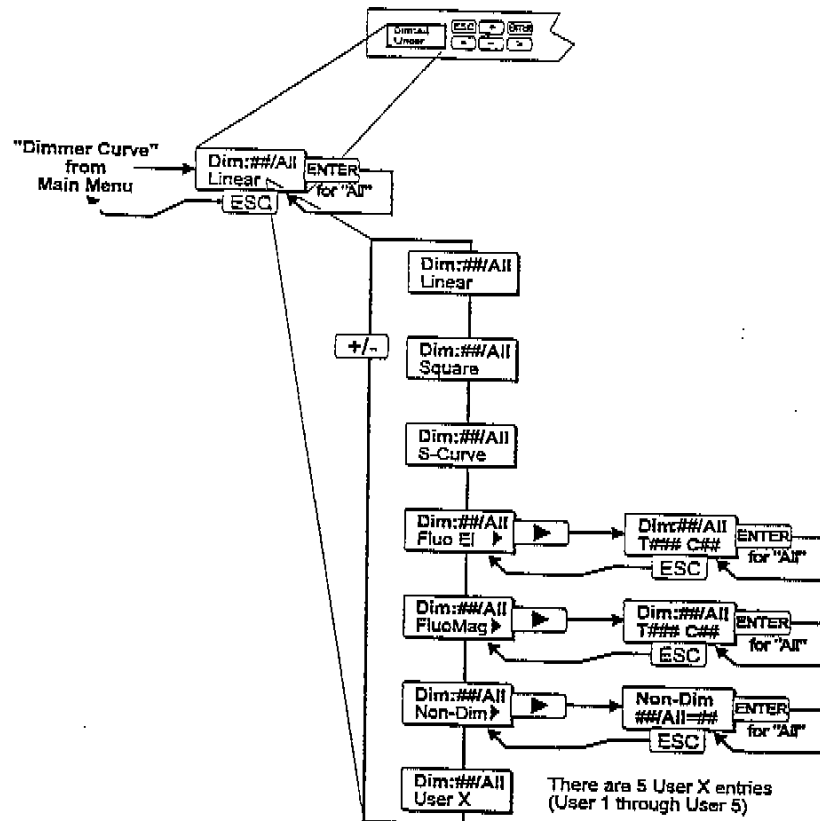 Dim:All
Linear
ESC
+
ENTER
-
"Dimmer Curve"
from
Main Menu
Dim:##/All
Linear
ENTER
for "All"
ESC
+/-
Dim:##/All
Linear
Dim:##/All
Square
Dim:##/All
S-Curve
Dim:##/All
Fluo El
Dim:##/All
T### C##
ENTER
for "All"
ESC
Dim:##/All
FluoMag
Dim:##/All
T### C##
ENTER
for "All"
ESC
Dim:##/All
Non-Dim
Non-Dim
##/All=##
ENTER
for "All"
ESC
Dim:##/All
User X
There are 5 User X entries
(User 1 through User 5)